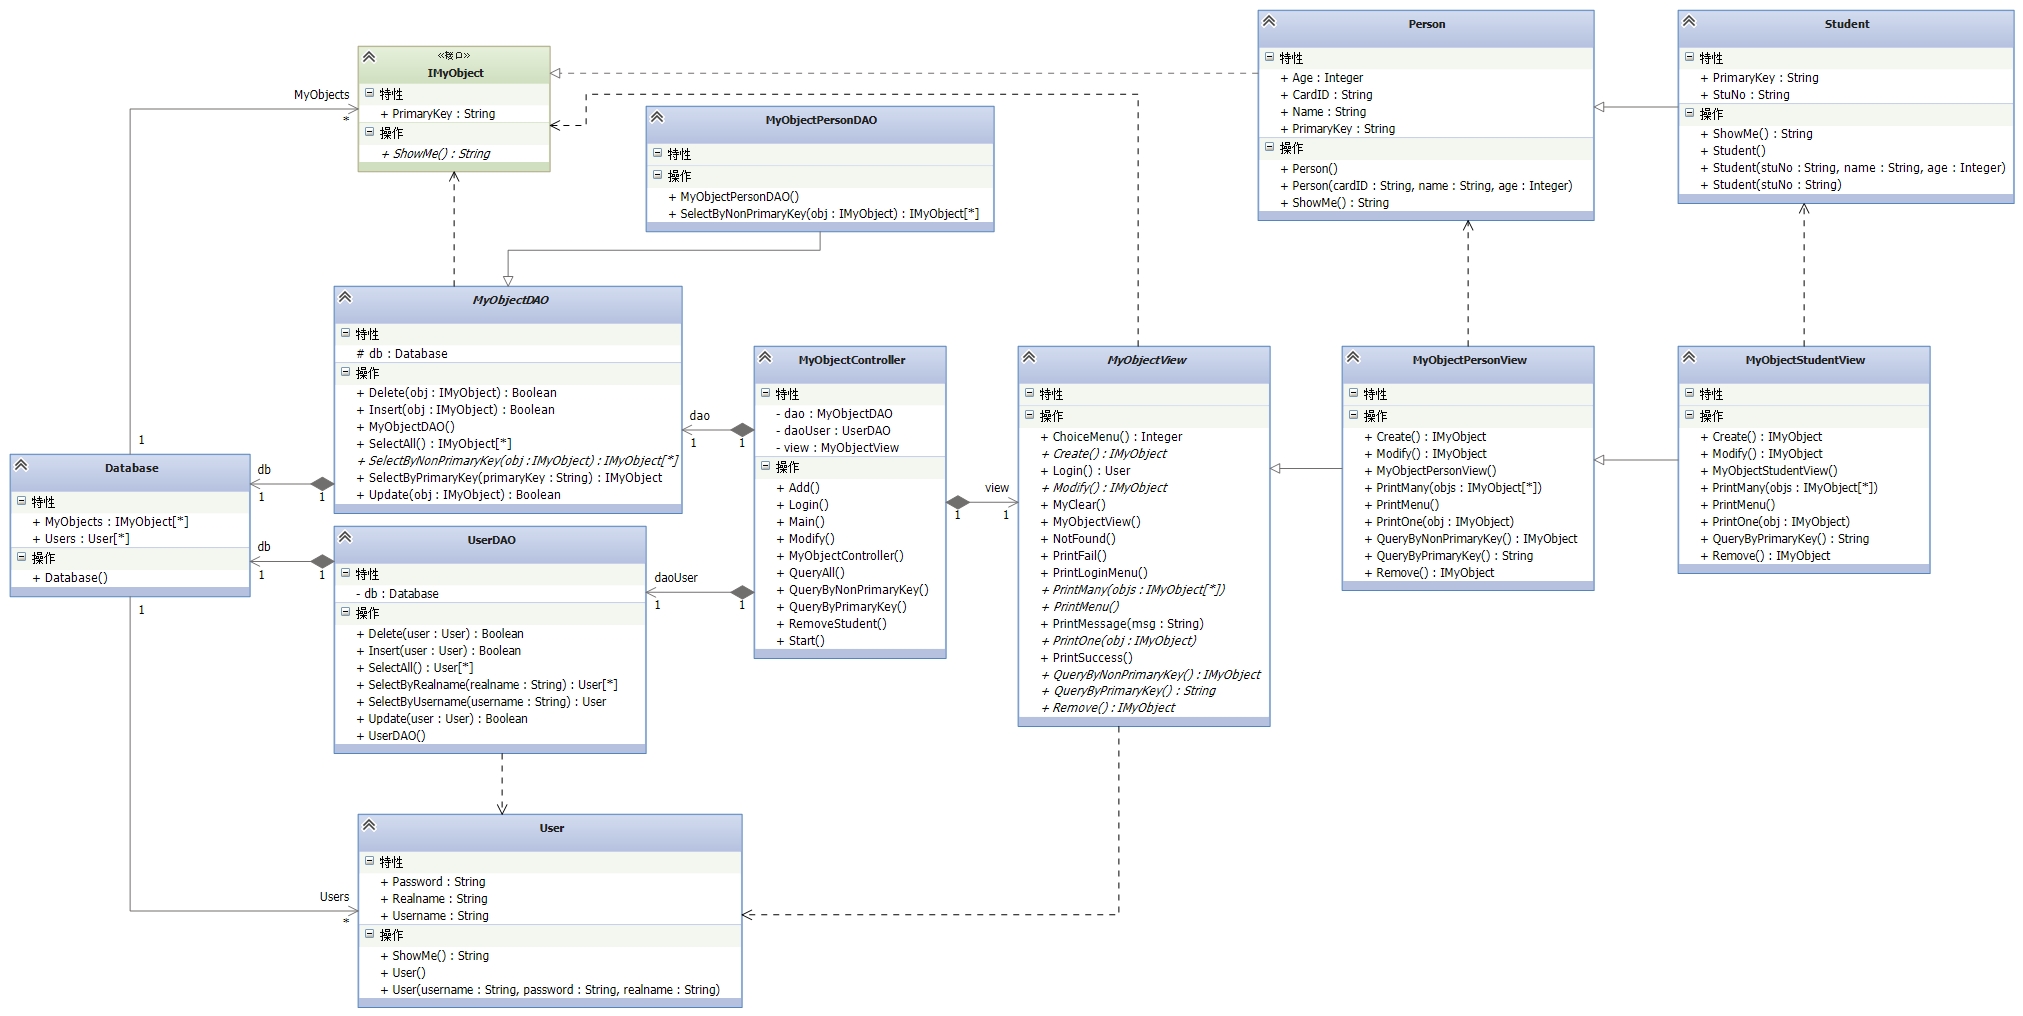 «接口»
IMyObject
特性
+ PrimaryKey : String
操作
+ ShowMe() : String
MyObjects
*
1
MyObjectPersonDAO
特性
操作
+ MyObjectPersonDAO()
+ SelectByNonPrimaryKey(obj : IMyObject) : IMyObject[*]
Person
特性
+ Age : Integer
+ CardID : String
+ Name : String
+ PrimaryKey : String
操作
+ Person()
+ Person(cardID : String, name : String, age : Integer)
+ ShowMe() : String
Student
特性
+ PrimaryKey : String
+ StuNo : String
操作
+ ShowMe() : String
+ Student()
+ Student(stuNo : String, name : String, age : Integer)
+ Student(stuNo : String)
MyObjectDAO
特性
# db : Database
操作
+ Delete(obj : IMyObject) : Boolean
+ Insert(obj : IMyObject) : Boolean
+ MyObjectDAO()
+ SelectAll() : IMyObject[*]
+ SelectByNonPrimaryKey(obj : IMyObject) : IMyObject[*]
+ SelectByPrimaryKey(primaryKey : String) : IMyObject
+ Update(obj : IMyObject) : Boolean
dao
1
1
MyObjectController
特性
- dao : MyObjectDAO
- daoUser : UserDAO
- view : MyObjectView
操作
+ Add()
+ Login()
+ Main()
+ Modify()
+ MyObjectController()
+ QueryAll()
+ QueryByNonPrimaryKey()
+ QueryByPrimaryKey()
+ RemoveStudent()
+ Start()
view
1
1
MyObjectView
特性
操作
+ ChoiceMenu() : Integer
+ Create() : IMyObject
+ Login() : User
+ Modify() : IMyObject
+ MyClear()
+ MyObjectView()
+ NotFound()
+ PrintFail()
+ PrintLoginMenu()
+ PrintMany(objs : IMyObject[*])
+ PrintMenu()
+ PrintMessage(msg : String)
+ PrintOne(obj : IMyObject)
+ PrintSuccess()
+ QueryByNonPrimaryKey() : IMyObject
+ QueryByPrimaryKey() : String
+ Remove() : IMyObject
MyObjectPersonView
特性
操作
+ Create() : IMyObject
+ Modify() : IMyObject
+ MyObjectPersonView()
+ PrintMany(objs : IMyObject[*])
+ PrintMenu()
+ PrintOne(obj : IMyObject)
+ QueryByNonPrimaryKey() : IMyObject
+ QueryByPrimaryKey() : String
+ Remove() : IMyObject
MyObjectStudentView
特性
操作
+ Create() : IMyObject
+ Modify() : IMyObject
+ MyObjectStudentView()
+ PrintMany(objs : IMyObject[*])
+ PrintMenu()
+ PrintOne(obj : IMyObject)
+ QueryByPrimaryKey() : String
+ Remove() : IMyObject
Database
特性
+ MyObjects : IMyObject[*]
+ Users : User[*]
操作
+ Database()
db
1
1
db
1
1
1
UserDAO
特性
- db : Database
操作
+ Delete(user : User) : Boolean
+ Insert(user : User) : Boolean
+ SelectAll() : User[*]
+ SelectByRealname(realname : String) : User[*]
+ SelectByUsername(username : String) : User
+ Update(user : User) : Boolean
+ UserDAO()
daoUser
1
1
Users
*
User
特性
+ Password : String
+ Realname : String
+ Username : String
操作
+ ShowMe() : String
+ User()
+ User(username : String, password : String, realname : String)